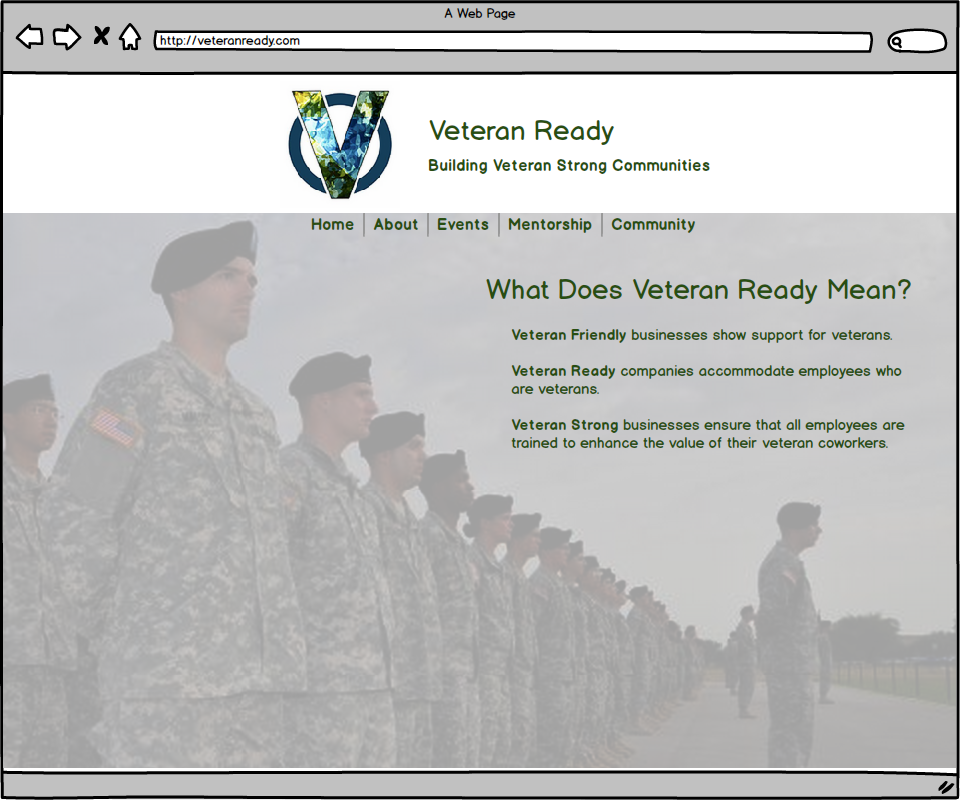 A Web Page
http://veteranready.com
V
Veteran Ready
Building Veteran Strong Communities
Home About Events Mentorship Community
What Does Veteran Ready Mean?
Veteran Friendly businesses show support for veterans.
Veteran Ready companies accommodate employees who
are veterans.
Veteran Strong businesses ensure that all employees are
trained to enhance the value of their veteran coworkers.